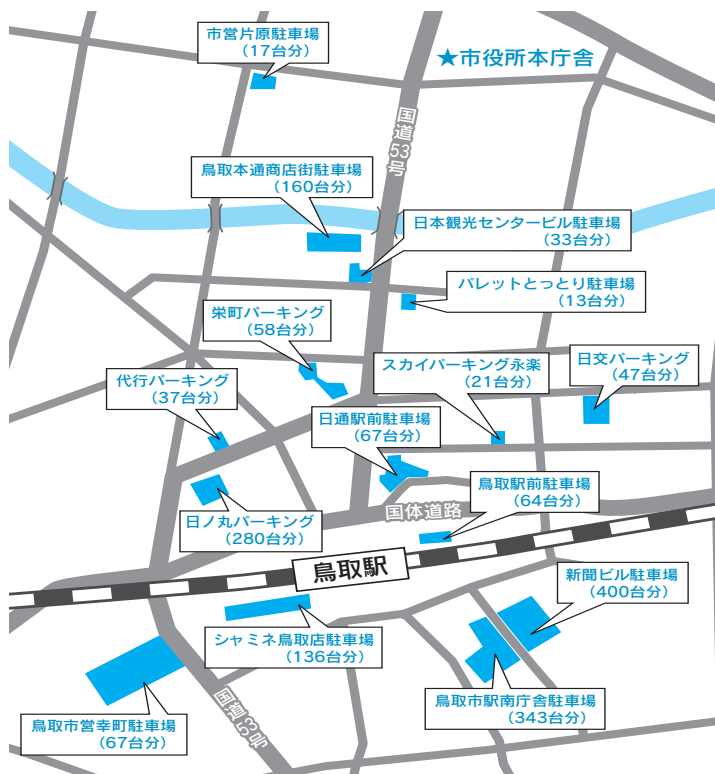 市営片原駐車場
(17台分)
★市役所本庁舎
国道53号
鳥取本通商店街駐車場
(160台分)
日本観光センタービル駐車場
(33台分)
パレットとっとり駐車場
(13台分)
栄町パーキング
(58台分)
スカイパーキング永楽
(21台分)
日交パーキング
(47台分)
代行パーキング
(37台分)
日通駅前駐車場
(67台分)
鳥取駅前駐車場
(64台分)
国体道路
日ノ丸パーキング
(280台分)
鳥取駅
新聞ビル駐車場
(400台分)
シャミネ鳥取店駐車場
(136台分)
鳥取市駅南庁舎駐車場
(343台分)
国道53号
鳥取市営幸町駐車場
(67台分)